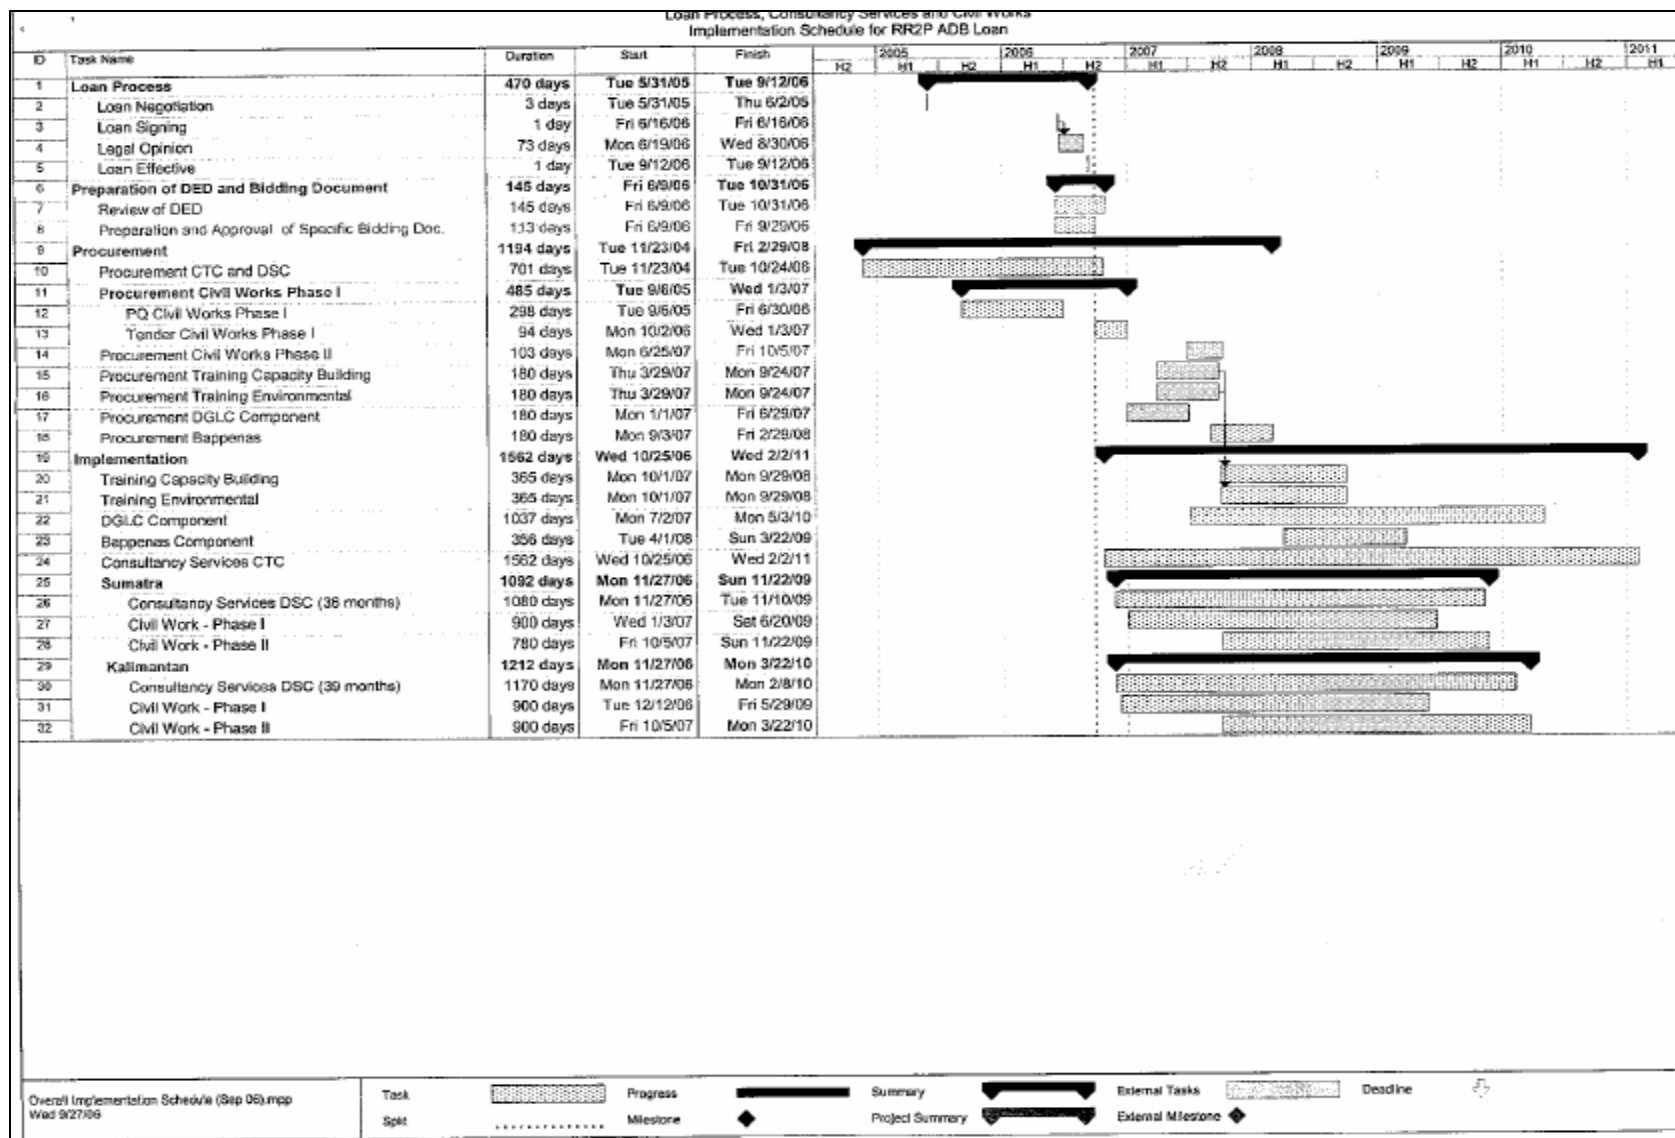 Loan Process, Consultancy Services and Civil Works
Implementation Schedule for RR2P ADB Loan
ID Task Name Duration Start Finish 2005 2006 2007 2008 2009 2010 2011
H2 H1 H2 H1 H2 H1 H2 H1 H2 H1 H2 H1 H2 H1
1 Loan Process 470 days Tue 5/31/05 Tue 9/12/06
2 Loan Negotiation 3 days Tue 5/31/05 Thu 6/2/05
3 Loan Signing 1 day Fri 6/16/06 Fri 6/16/06
4 Legal Opinion 73 days Mon 6/19/06 Wed 8/30/06
5 Loan Effective 1 day Tue 9/12/06 Tue 9/12/06
6 Preparation of DED and Bidding Document 145 days Fri 6/9/06 Tue 10/31/06
7 Review of DED 145 days Fri 6/9/06 Tue 10/31/06
8 Preparation and Approval of Specific Bidding Doc. 113 days Fri 6/9/06 Fri 9/29/06
9 Procurement 1194 days Tue 11/23/04 Fri 2/29/08
10 Procurement CTC and DSC 701 days Tue 11/23/04 Tue 10/24/06
11 Procurement Civil Works Phase I 485 days Tue 9/6/05 Wed 1/3/07
12 PQ Civil Works Phase I 298 days Tue 9/6/05 Fri 6/30/06
13 Tender Civil Works Phase I 94 days Mon 10/2/06 Wed 1/3/07
14 Procurement Civil Works Phase II 103 days Mon 6/25/07 Fri 10/5/07
15 Procurement Training Capacity Building 180 days Thu 3/29/07 Mon 9/24/07
16 Procurement Training Environmental 180 days Thu 3/29/07 Mon 9/24/07
17 Procurement DGLC Component 180 days Mon 1/1/07 Fri 6/29/07
18 Procurement Bappenas 180 days Mon 9/3/07 Fri 2/29/08
19 Implementation 1562 days Wed 10/25/06 Wed 2/2/11
20 Training Capacity Building 365 days Mon 10/1/07 Mon 9/29/08
21 Training Environmental 365 days Mon 10/1/07 Mon 9/29/08
22 DGLC Component 1037 days Mon 7/2/07 Mon 5/3/10
23 Bappenas Component 356 days Tue 4/1/08 Sun 3/22/09
24 Consultancy Services CTC 1562 days Wed 10/25/06 Wed 2/2/11
25 Sumatra 1092 days Mon 11/27/06 Sun 11/22/09
26 Consultancy Services DSC (36 months) 1080 days Mon 11/27/06 Tue 11/10/09
27 Civil Work - Phase I 900 days Wed 1/3/07 Sat 6/20/09
28 Civil Work - Phase II 780 days Fri 10/5/07 Sun 11/22/09
29 Kalimantan 1212 days Mon 11/27/06 Mon 3/22/10
30 Consultancy Services DSC (39 months) 1170 days Mon 11/27/06 Mon 2/8/10
31 Civil Work - Phase I 900 days Tue 12/12/06 Fri 5/29/09
32 Civil Work - Phase II 900 days Fri 10/5/07 Mon 3/22/10
Overall Implementation Schedule (Sep 06).mpp
Wed 9/27/06
Task Progress Summary External Tasks Deadline
Split Milestone Project Summary External Milestone